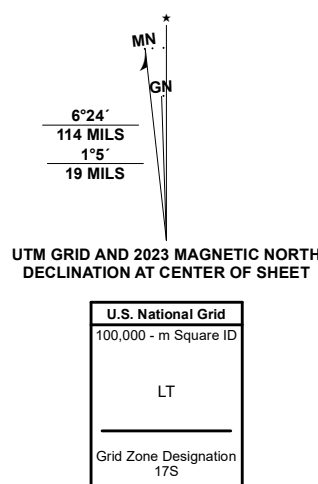 ★
MN
GN
6°24´
114 MILS
1°5´
19 MILS
UTM GRID AND 2023 MAGNETIC NORTH
DECLINATION AT CENTER OF SHEET
U.S. National Grid
100,000 - m Square ID
LT
Grid Zone Designation
17S